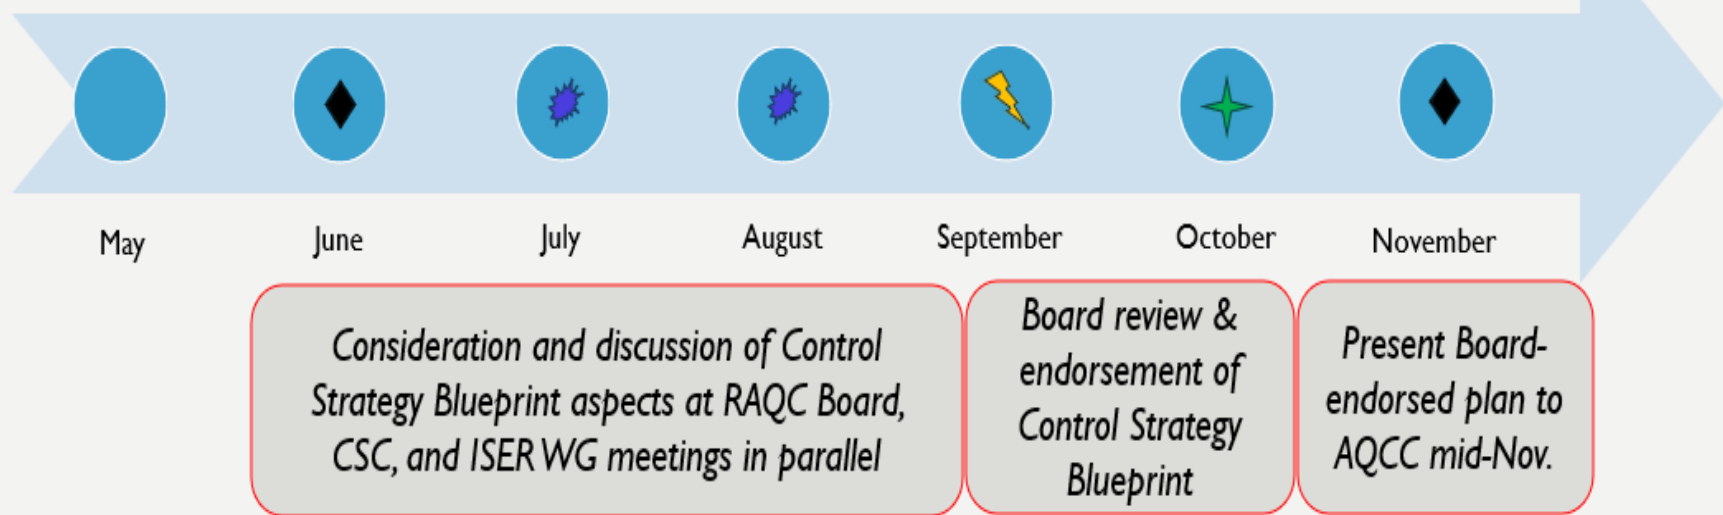 May
June
July
August
September
October
November
Consideration and discussion of Control
Strategy Blueprint aspects at RAQC Board,
CSC, and ISER WG meetings in parallel
Board review &
endorsement of
Control Strategy
Blueprint
Present Board-
endorsed plan to
AQCC mid-Nov.